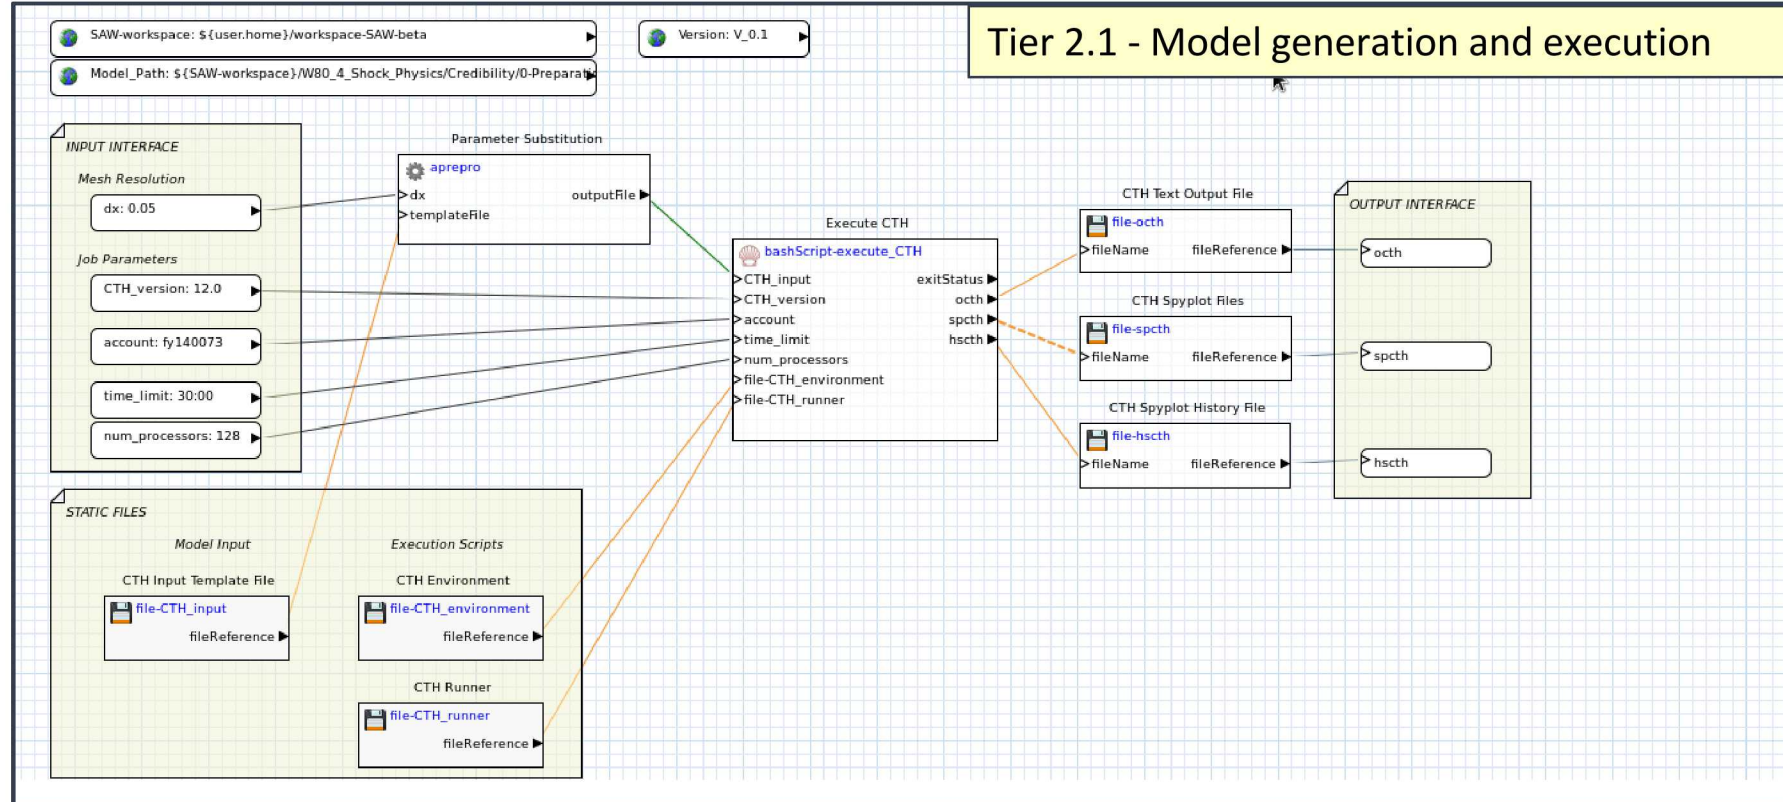 SAW-workspace: ${user.home}/workspace-SAW-beta
Version: V_0.1
Tier 2.1 - Model generation and execution
Model_Path: ${SAW-workspace}/W80_4_Shock_Physics/Credibility/0-Preparati
INPUT INTERFACE
Mesh Resolution
dx: 0.05
Job Parameters
CTH_version: 12.0
account: fy140073
time_limit: 30:00
num_processors: 128
Parameter Substitution
aprepro
dx outputFile
templateFile
Execute CTH
bashScript-execute_CTH
CTH_input exitStatus
CTH_version octh
account spcth
time_limit hscth
num_processors
file-CTH_environment
file-CTH_runner
CTH Text Output File
file-octh
fileName fileReference
CTH Spyplot Files
file-spcth
fileName fileReference
CTH Spyplot History File
file-hscth
fileName fileReference
OUTPUT INTERFACE
octh
spcth
hscth
STATIC FILES
Model Input
CTH Input Template File
file-CTH_input
fileReference
Execution Scripts
CTH Environment
file-CTH_environment
fileReference
CTH Runner
file-CTH_runner
fileReference